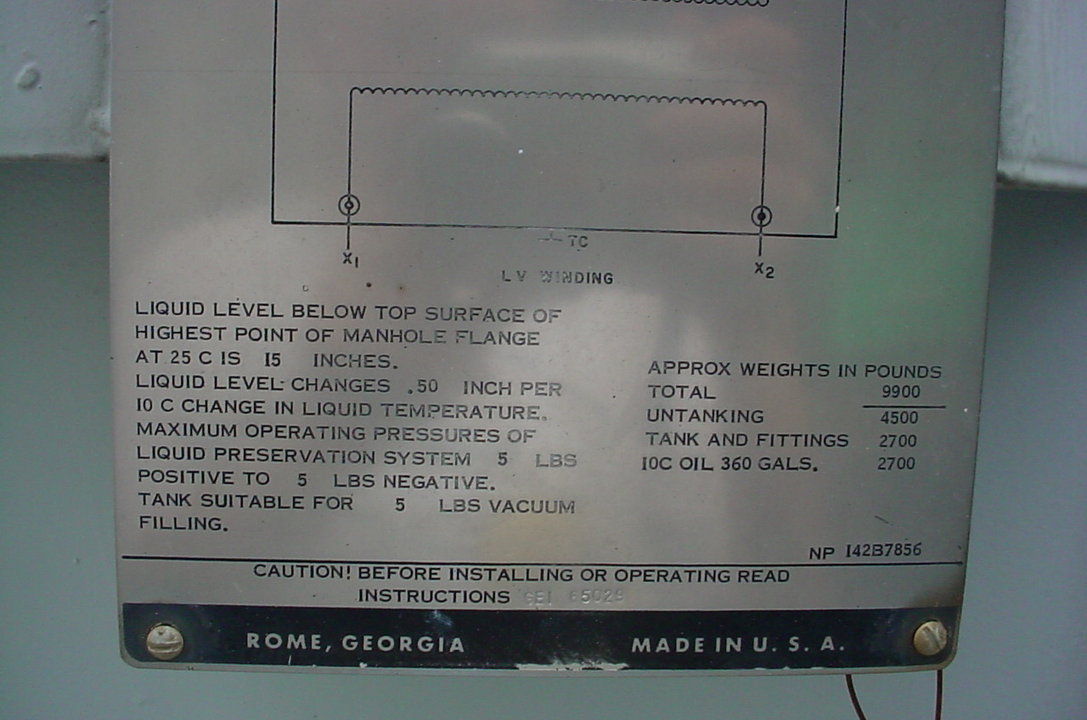 TC
X1
X2
LV WINDING
LIQUID LEVEL BELOW TOP SURFACE OF
HIGHEST POINT OF MANHOLE FLANGE
AT 25 C IS 15 INCHES.
LIQUID LEVEL CHANGES .50 INCH PER
10 C CHANGE IN LIQUID TEMPERATURE.
MAXIMUM OPERATING PRESSURES OF
LIQUID PRESERVATION SYSTEM 5 LBS
POSITIVE TO 5 LBS NEGATIVE.
TANK SUITABLE FOR 5 LBS VACUUM
FILLING.
APPROX WEIGHTS IN POUNDS
TOTAL 9900
UNTANKING 4500
TANK AND FITTINGS 2700
10C OIL 360 GALS. 2700
NP 142B7856
CAUTION! BEFORE INSTALLING OR OPERATING READ
INSTRUCTIONS
ROME, GEORGIA MADE IN U. S. A.